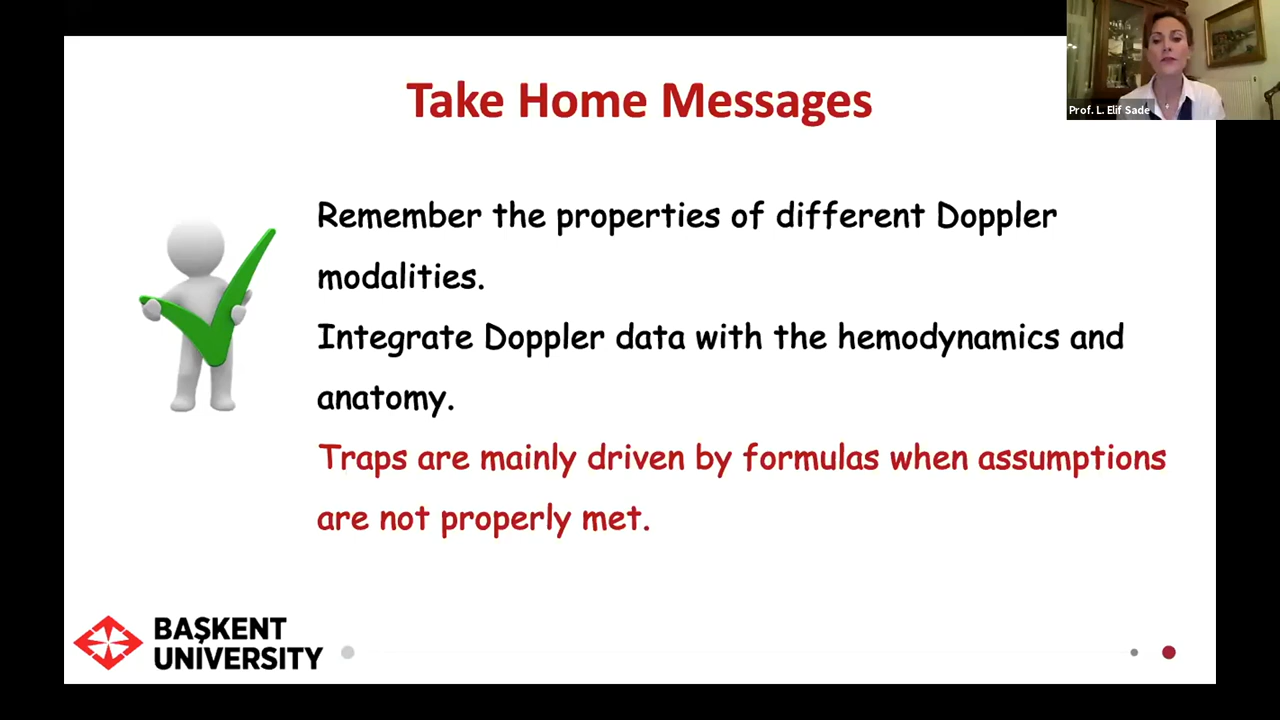 Take Home Messages
Prof. L. Elif Sade
Remember the properties of different Doppler
modalities.
Integrate Doppler data with the hemodynamics and
anatomy.
Traps are mainly driven by formulas when assumptions
are not properly met.
BAŞKENT
UNIVERSITY